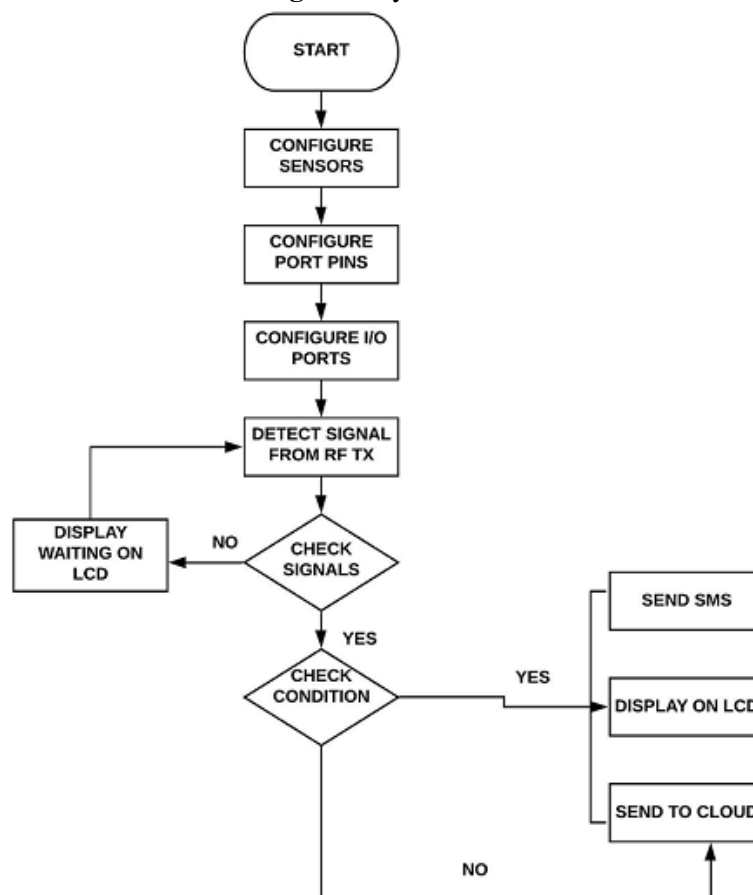 START
CONFIGURE
SENSORS
CONFIGURE
PORT PINS
CONFIGURE I/O
PORTS
DETECT SIGNAL
FROM RF TX
DISPLAY
WAITING ON
LCD
NO
CHECK
SIGNALS
YES
CHECK
CONDITION
YES
SEND SMS
DISPLAY ON LCD
SEND TO CLOUD
NO